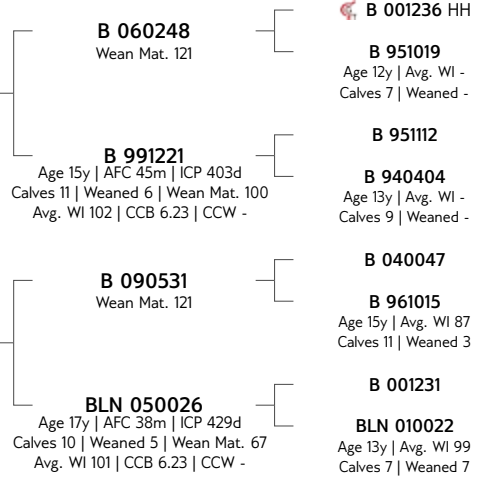 B 060248
Wean Mat. 121
B 991221
Age 15y | AFC 45m | ICP 403d
Calves 11 | Weaned 6 | Wean Mat. 100
Avg. WI 102 | CCB 6.23 | CCW -
B 090531
Wean Mat. 121
BLN 050026
Age 17y | AFC 38m | ICP 429d
Calves 10 | Weaned 5 | Wean Mat. 67
Avg. WI 101 | CCB 6.23 | CCW -
B 001236 HH
B 951019
Age 12y | Avg. WI -
Calves 7 | Weaned -
B 951112
B 940404
Age 13y | Avg. WI -
Calves 9 | Weaned -
B 040047
B 961015
Age 15y | Avg. WI 87
Calves 11 | Weaned 3
B 001231
BLN 010022
Age 13y | Avg. WI 99
Calves 7 | Weaned 7